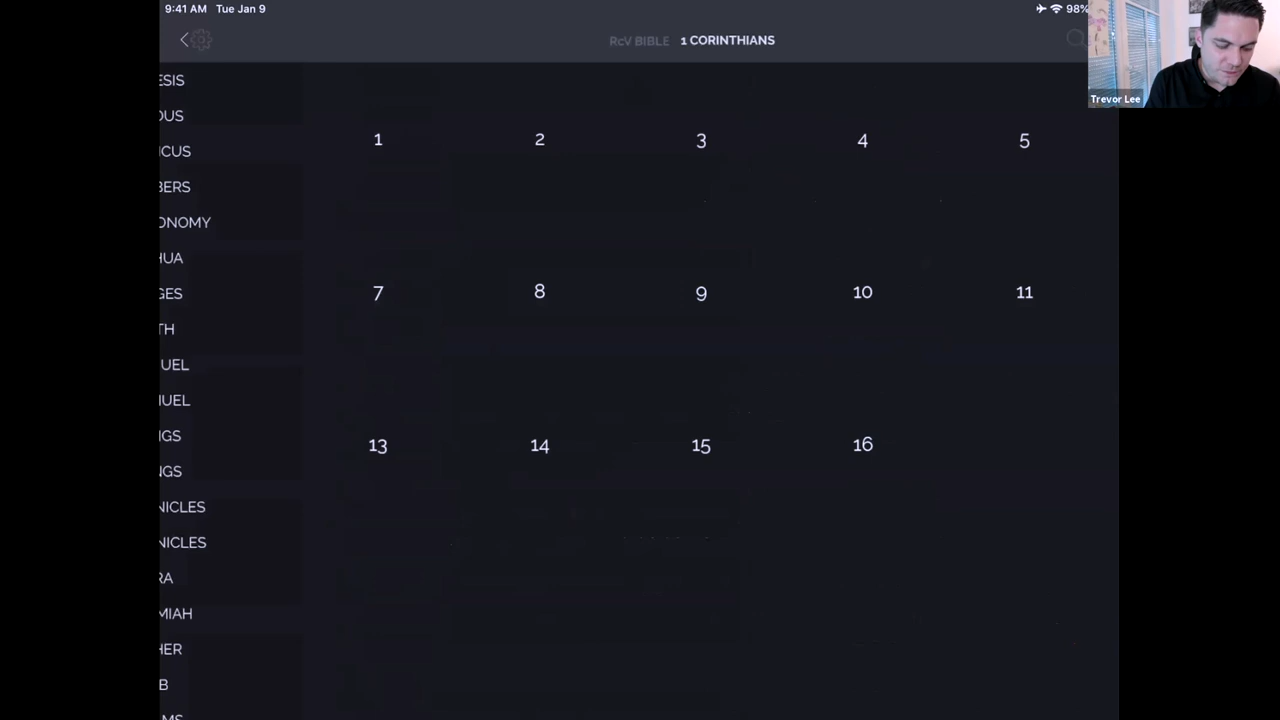 9:41 AM Tue Jan 9 98%
RcV BIBLE 1 CORINTHIANS
Trevor Lee
ESIS
OUS
ICUS
BERS
ONOMY
HUA
GES
TH
UEL
UEL
NGS
NGS
NICLES
NICLES
RA
MIAH
HER
B
MS
1 2 3 4 5
7 8 9 10 11
13 14 15 16